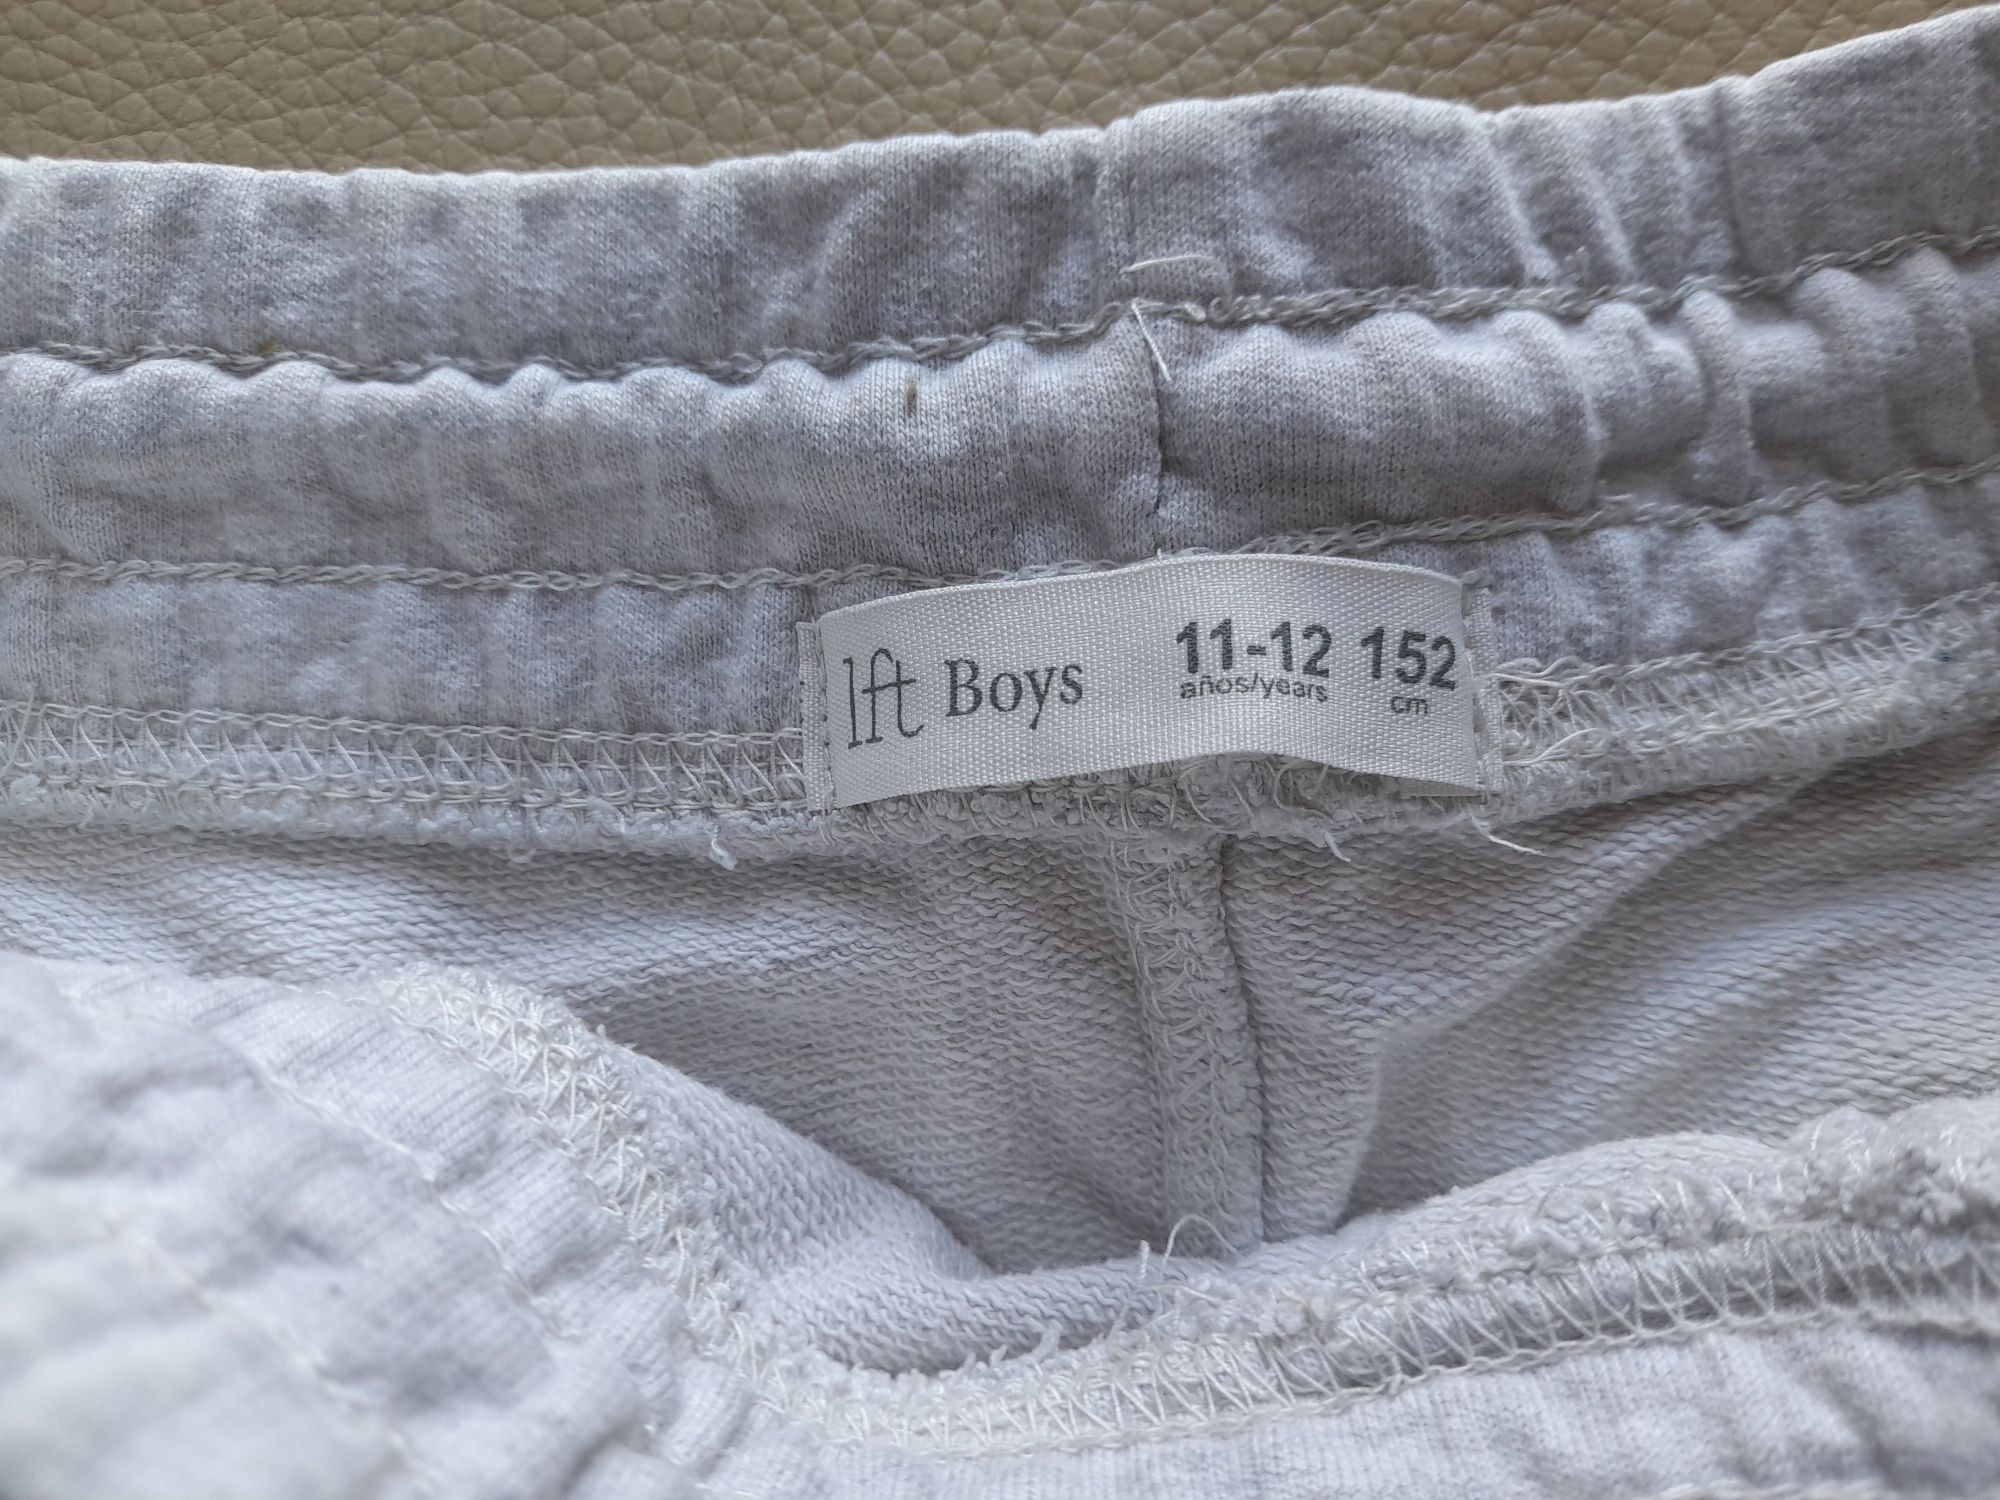 lft Boys 11-12 152
años/years cm